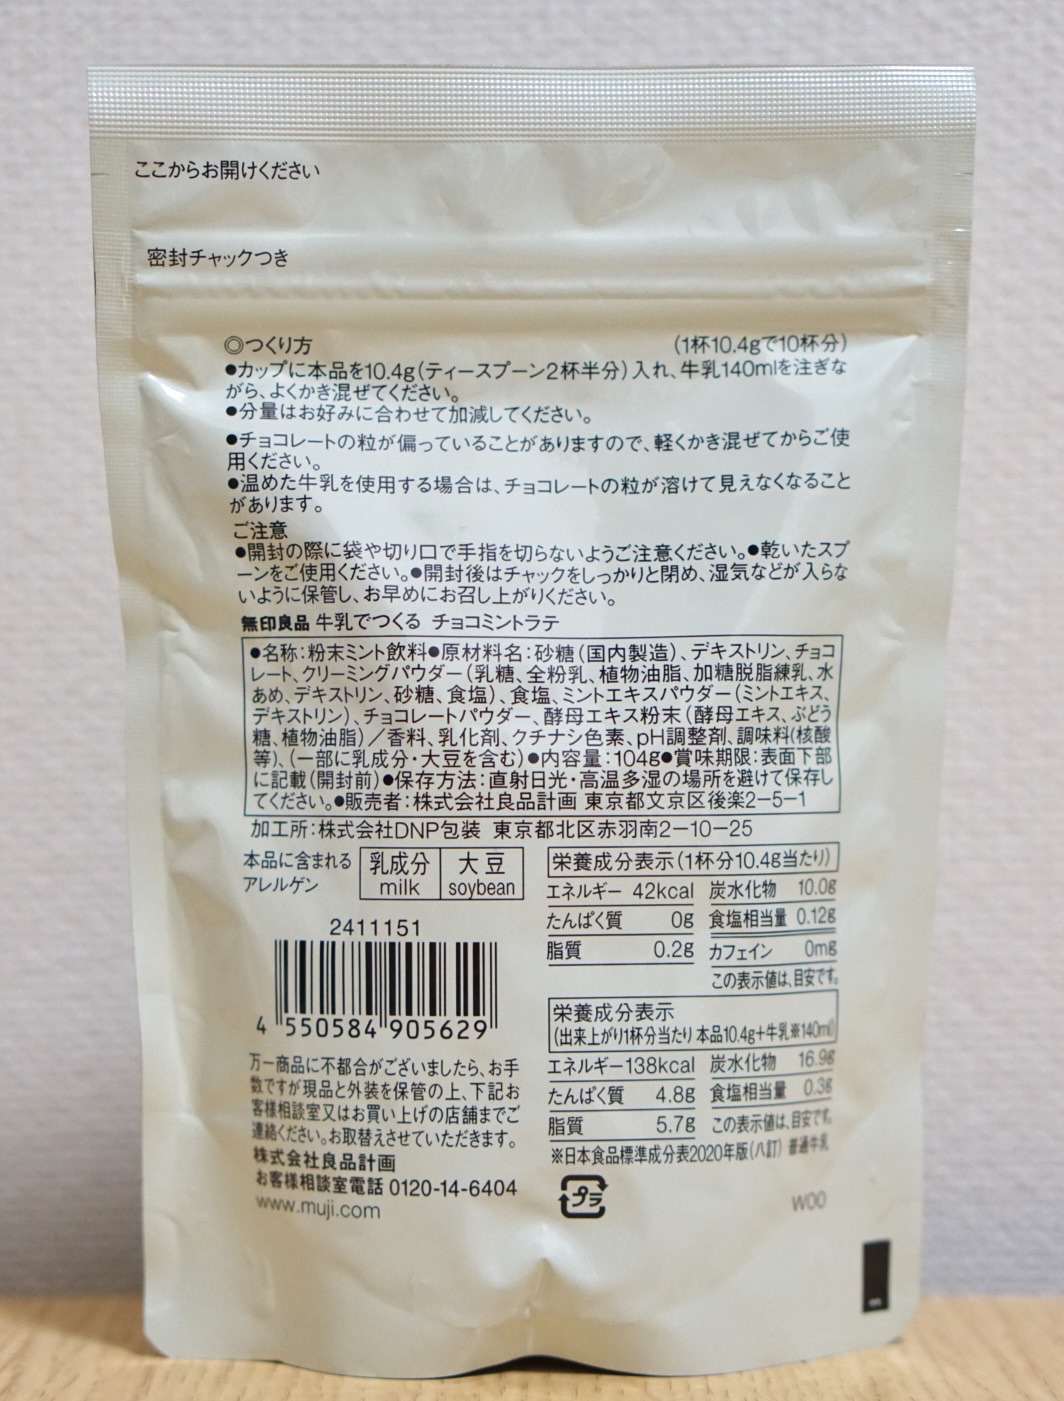 ここからお開けください
密封チャックつき
◎つくり方 (1杯10.4gで10杯分)
●カップに本品を10.4g(ティースプーン2杯半分)入れ、牛乳140mlを注ぎな
がら、よくかき混ぜてください。
●分量はお好みに合わせて加減してください。
●チョコレートの粒が偏っていることがありますので、軽くかき混ぜてからご使
用ください。
●温めた牛乳を使用する場合は、チョコレートの粒が溶けて見えなくなること
があります。
ご注意
●開封の際に袋や切り口で手指を切らないようご注意ください。●乾いたスプ
ーンをご使用ください。●開封後はチャックをしっかりと閉め、湿気などが入らな
いように保管し、お早めにお召し上がりください。
無印良品 牛乳でつくる チョコミントラテ
●名称:粉末ミント飲料●原材料名:砂糖(国内製造)、デキストリン、チョコ
レート、クリーミングパウダー(乳糖、全粉乳、植物油脂、加糖脱脂練乳、水
あめ、デキストリン、砂糖、食塩)、食塩、ミントエキスパウダー(ミントエキス、
デキストリン)、チョコレートパウダー、酵母エキス粉末(酵母エキス、ぶどう
糖、植物油脂)/香料、乳化剤、クチナシ色素、pH調整剤、調味料(核酸
等)、(一部に乳成分・大豆を含む)●内容量:104g●賞味期限:表面下部
に記載(開封前)●保存方法:直射日光・高温多湿の場所を避けて保存し
てください。●販売者:株式会社良品計画 東京都文京区後楽2-5-1
加工所:株式会社DNP包装 東京都北区赤羽南2-10-25
本品に含まれる
アレルゲン
乳成分 大豆
milk soybean
2411151
4 550584 905629
万一商品に不都合がございましたら、お手
数ですが現品と外装を保管の上、下記お
客様相談室又はお買い上げの店舗までご
連絡ください。お取替えさせていただきます。
株式会社良品計画
お客様相談室電話 0120-14-6404
www.muji.com
栄養成分表示(1杯分10.4g当たり)
エネルギー 42kcal 炭水化物 10.0g
たんぱく質 0g 食塩相当量 0.12g
脂質 0.2g カフェイン 0mg
この表示値は、目安です。
栄養成分表示
(出来上がり1杯分当たり 本品10.4g+牛乳※140ml)
エネルギー138kcal 炭水化物 16.9g
たんぱく質 4.8g 食塩相当量 0.3g
脂質 5.7g この表示値は、目安です。
※日本食品標準成分表2020年版(八訂) 普通牛乳
プラ
W00